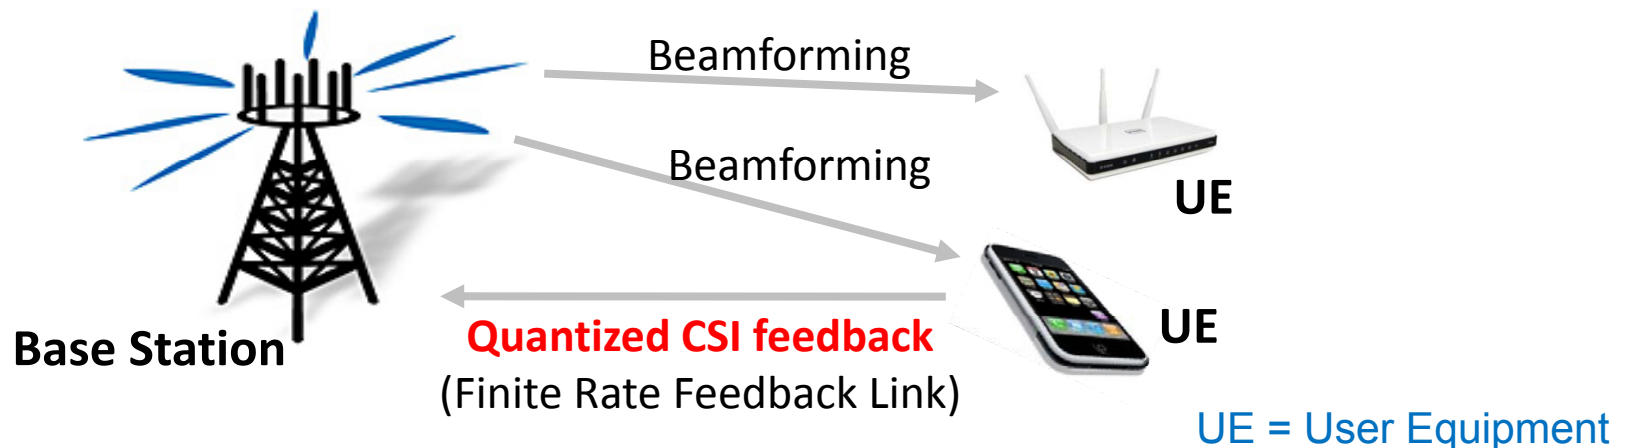 Beamforming
Beamforming
UE
Base Station
Quantized CSI feedback
(Finite Rate Feedback Link)
UE
UE = User Equipment